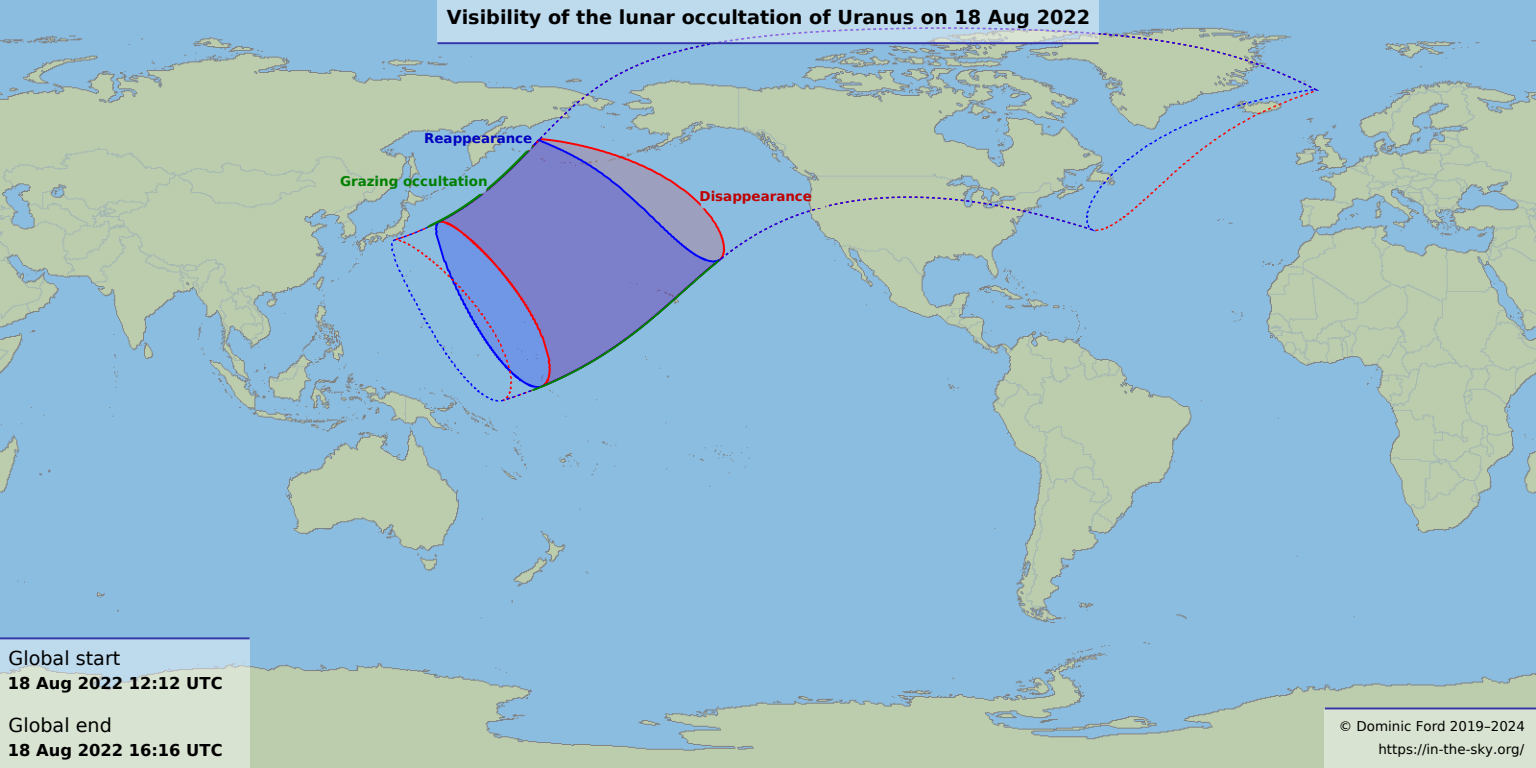 Visibility of the lunar occultation of Uranus on 18 Aug 2022
Reappearance
Grazing occultation
Disappearance
Global start
18 Aug 2022 12:12 UTC
Global end
18 Aug 2022 16:16 UTC
© Dominic Ford 2019–2024
https://in-the-sky.org/